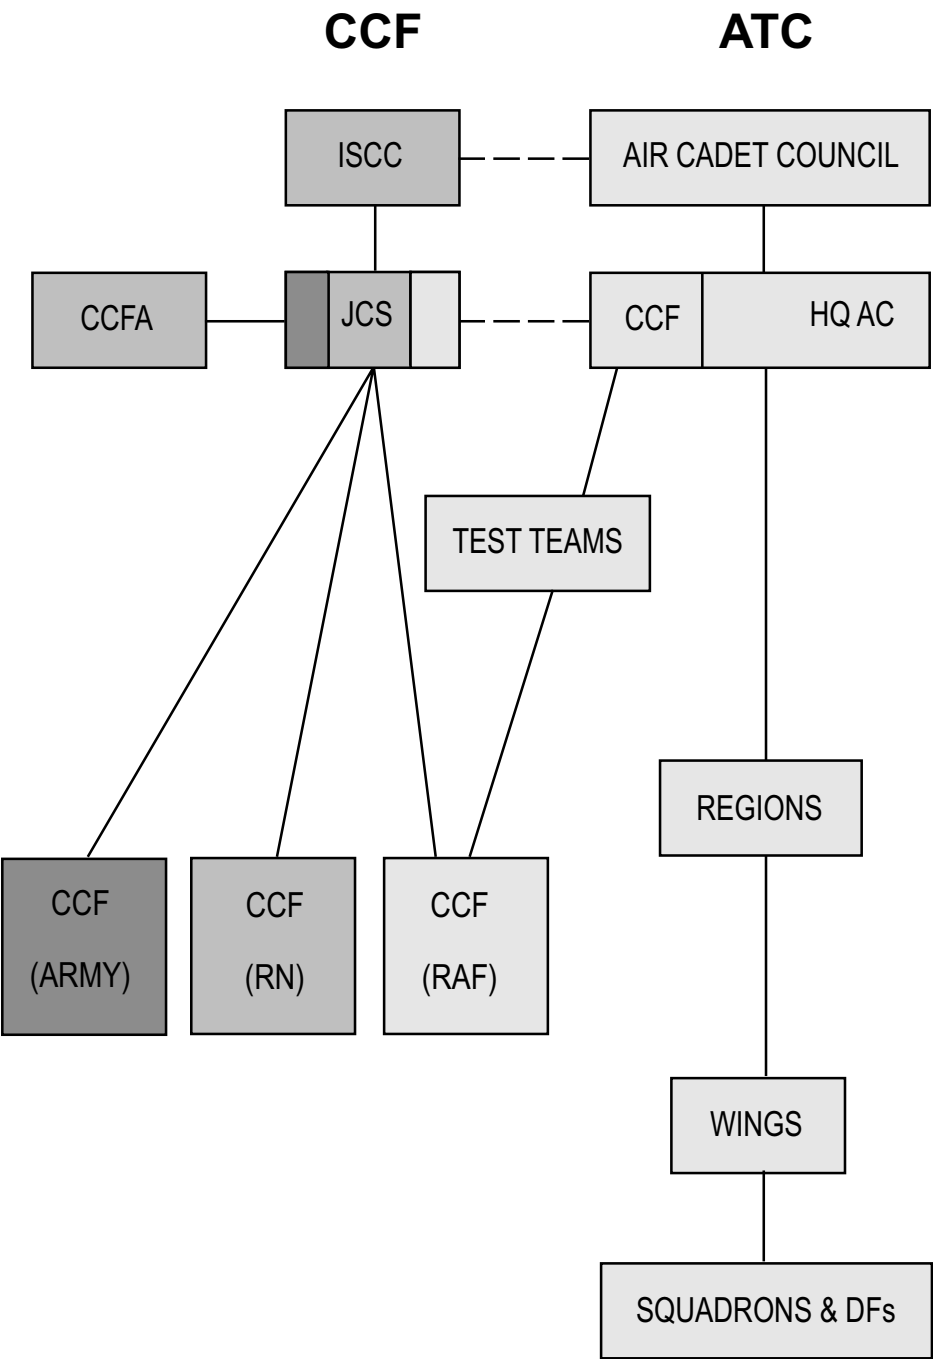 CCF
ATC
ISCC
AIR CADET COUNCIL
CCFA
JCS
CCF
HQ AC
TEST TEAMS
REGIONS
CCF
(ARMY)
CCF
(RN)
CCF
(RAF)
WINGS
SQUADRONS & DFs